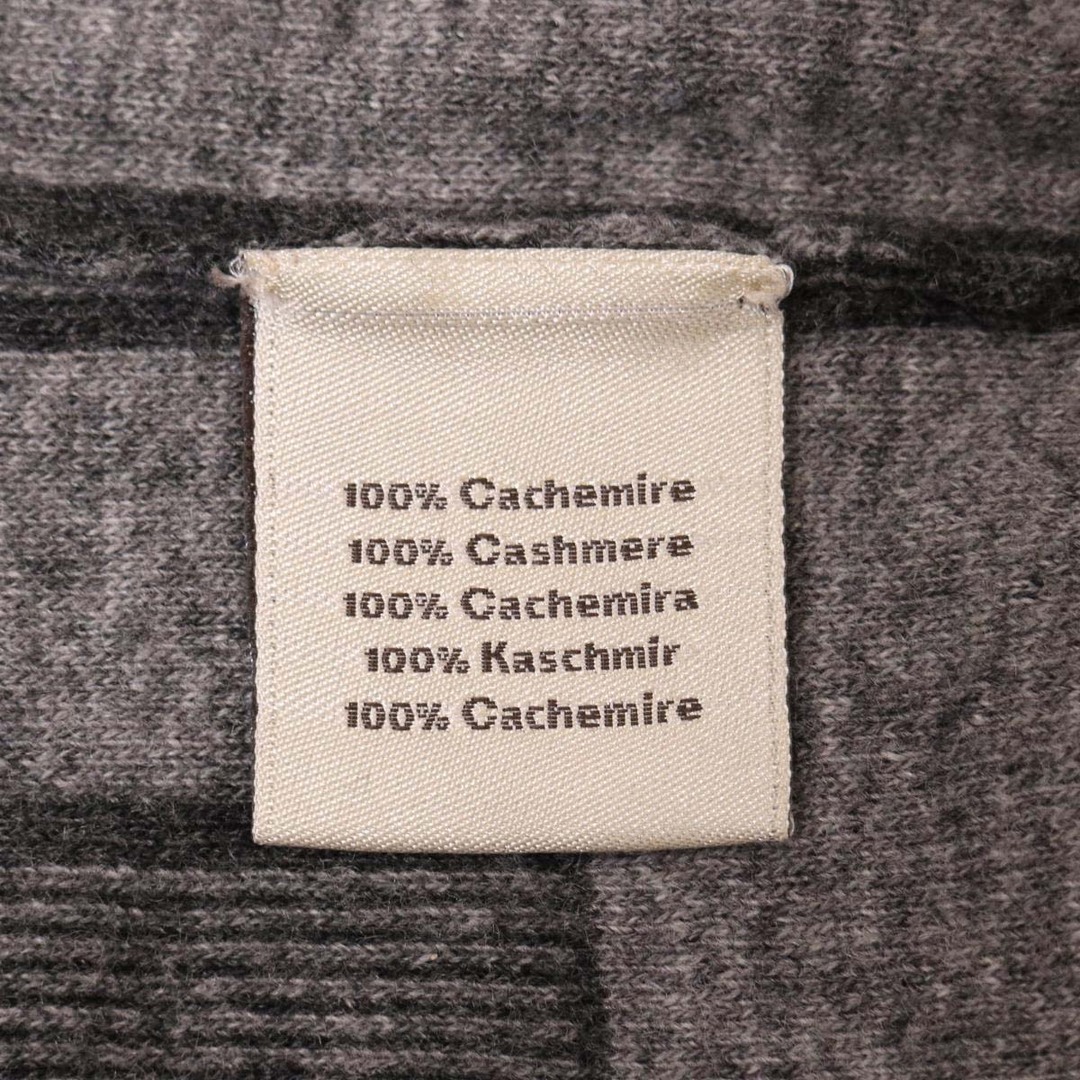 100% Cachemire
100% Cashmere
100% Cachemira
100% Kaschmir
100% Cachemire